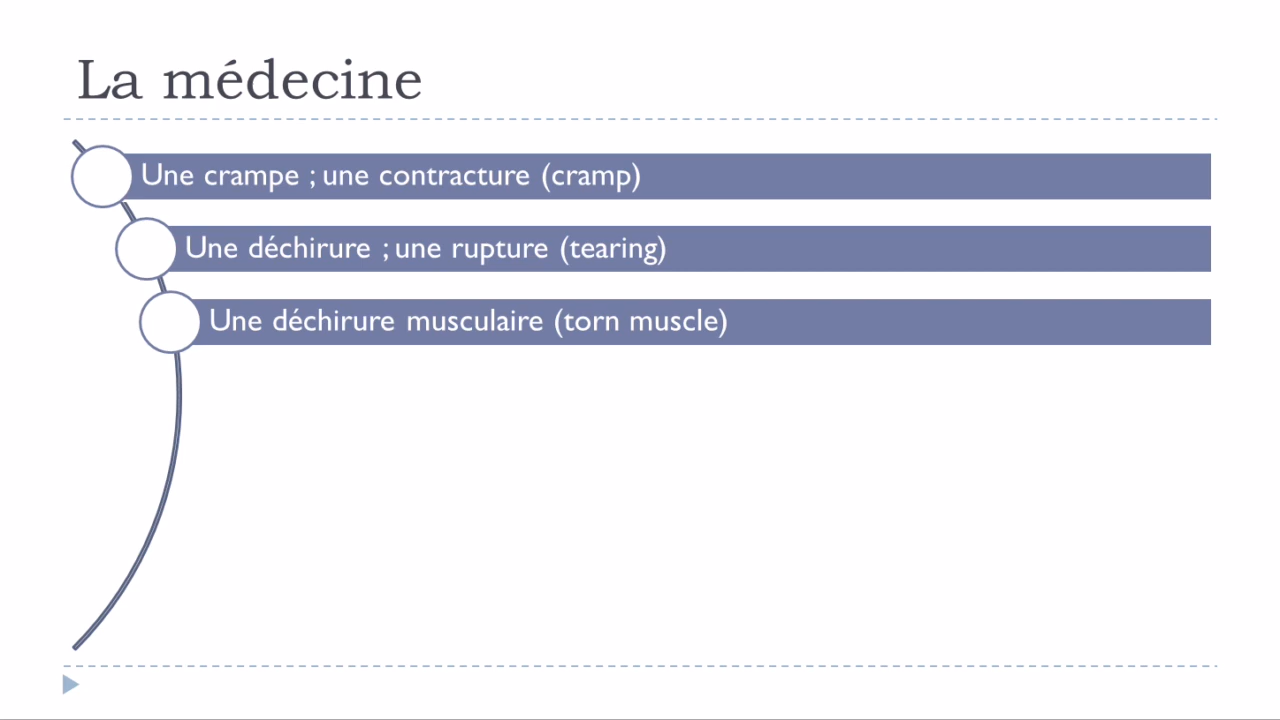 La médecine
Une crampe ; une contracture (cramp)
Une déchirure ; une rupture (tearing)
Une déchirure musculaire (torn muscle)